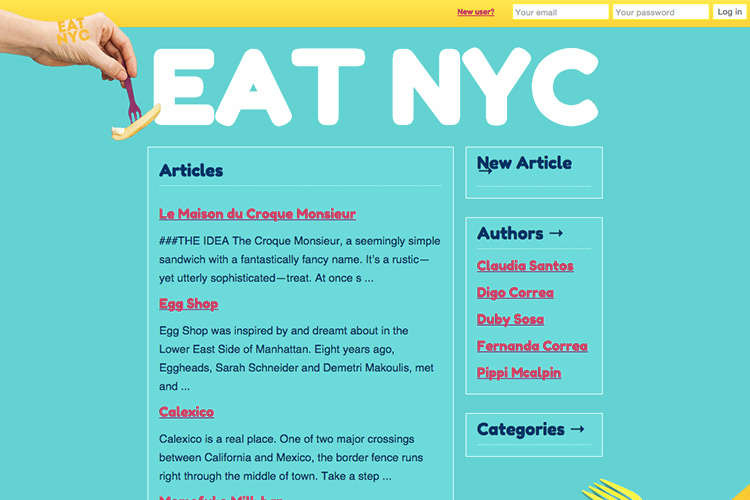 New user?
Your email
Your password
Log in
EAT
NYC
EAT NYC
Articles
Le Maison du Croque Monsieur
###THE IDEA The Croque Monsieur, a seemingly simple
sandwich with a fantastically fancy name. It's a rustic—
yet utterly sophisticated—treat. At once s ...
Egg Shop
Egg Shop was inspired by and dreamt about in the
Lower East Side of Manhattan. Eight years ago,
Eggheads, Sarah Schneider and Demetri Makoulis, met
and ...
Calexico
Calexico is a real place. One of two major crossings
between California and Mexico, the border fence runs
right through the middle of town. Take a step ...
New Article
→
Authors →
Claudia Santos
Digo Correa
Duby Sosa
Fernanda Correa
Pippi Mcalpin
Categories →